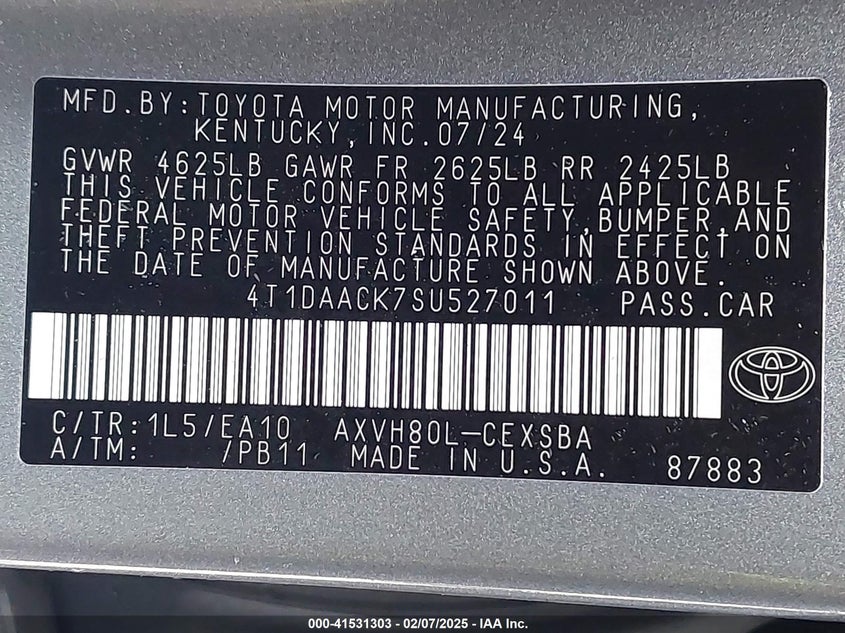 MFD.BY:TOYOTA MOTOR MANUFACTURING,
KENTUCKY,INC.07/24
GVWR 4625LB GAWR FR 2625LB RR 2425LB
THIS VEHICLE CONFORMS TO ALL APPLICABLE
FEDERAL MOTOR VEHICLE SAFETY,BUMPER,AND
THEFT PREVENTION STANDARDS IN EFFECT ON
THE DATE OF MANUFACTURE SHOWN ABOVE.
4T1DAACK7SU527011 PASS.CAR
C/TR:1L5/EA10 AXVH80L-CEXSBA
A/TM: /PB11 MADE IN U.S.A. 87883
000-41531303 – 02/07/2025 – IAA Inc.